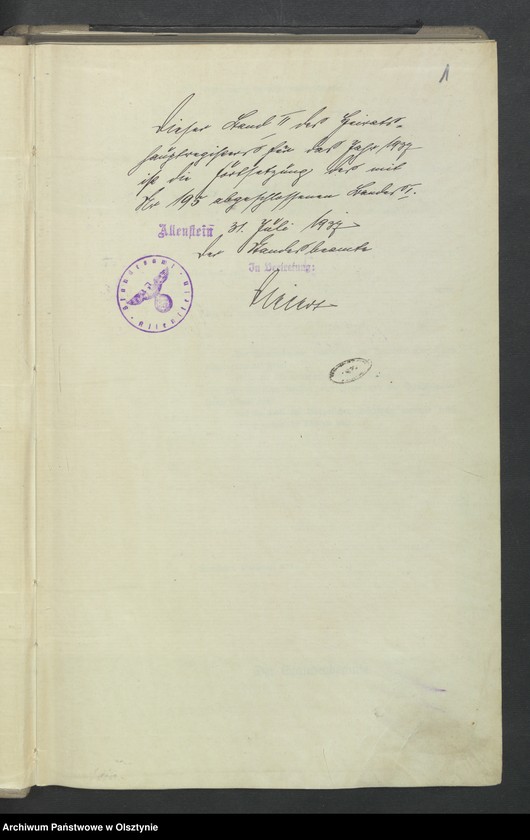 1
Dieser Band II des Heirats-
hauptregisters für das Jahr 1937
ist die Fortsetzung des mit
Nr 195 abgeschlossenen Bandes I.
Allenstein 31. Juli 1937
Der Standesbeamte
In Vertretung:
Archiwum Państwowe w Olsztynie